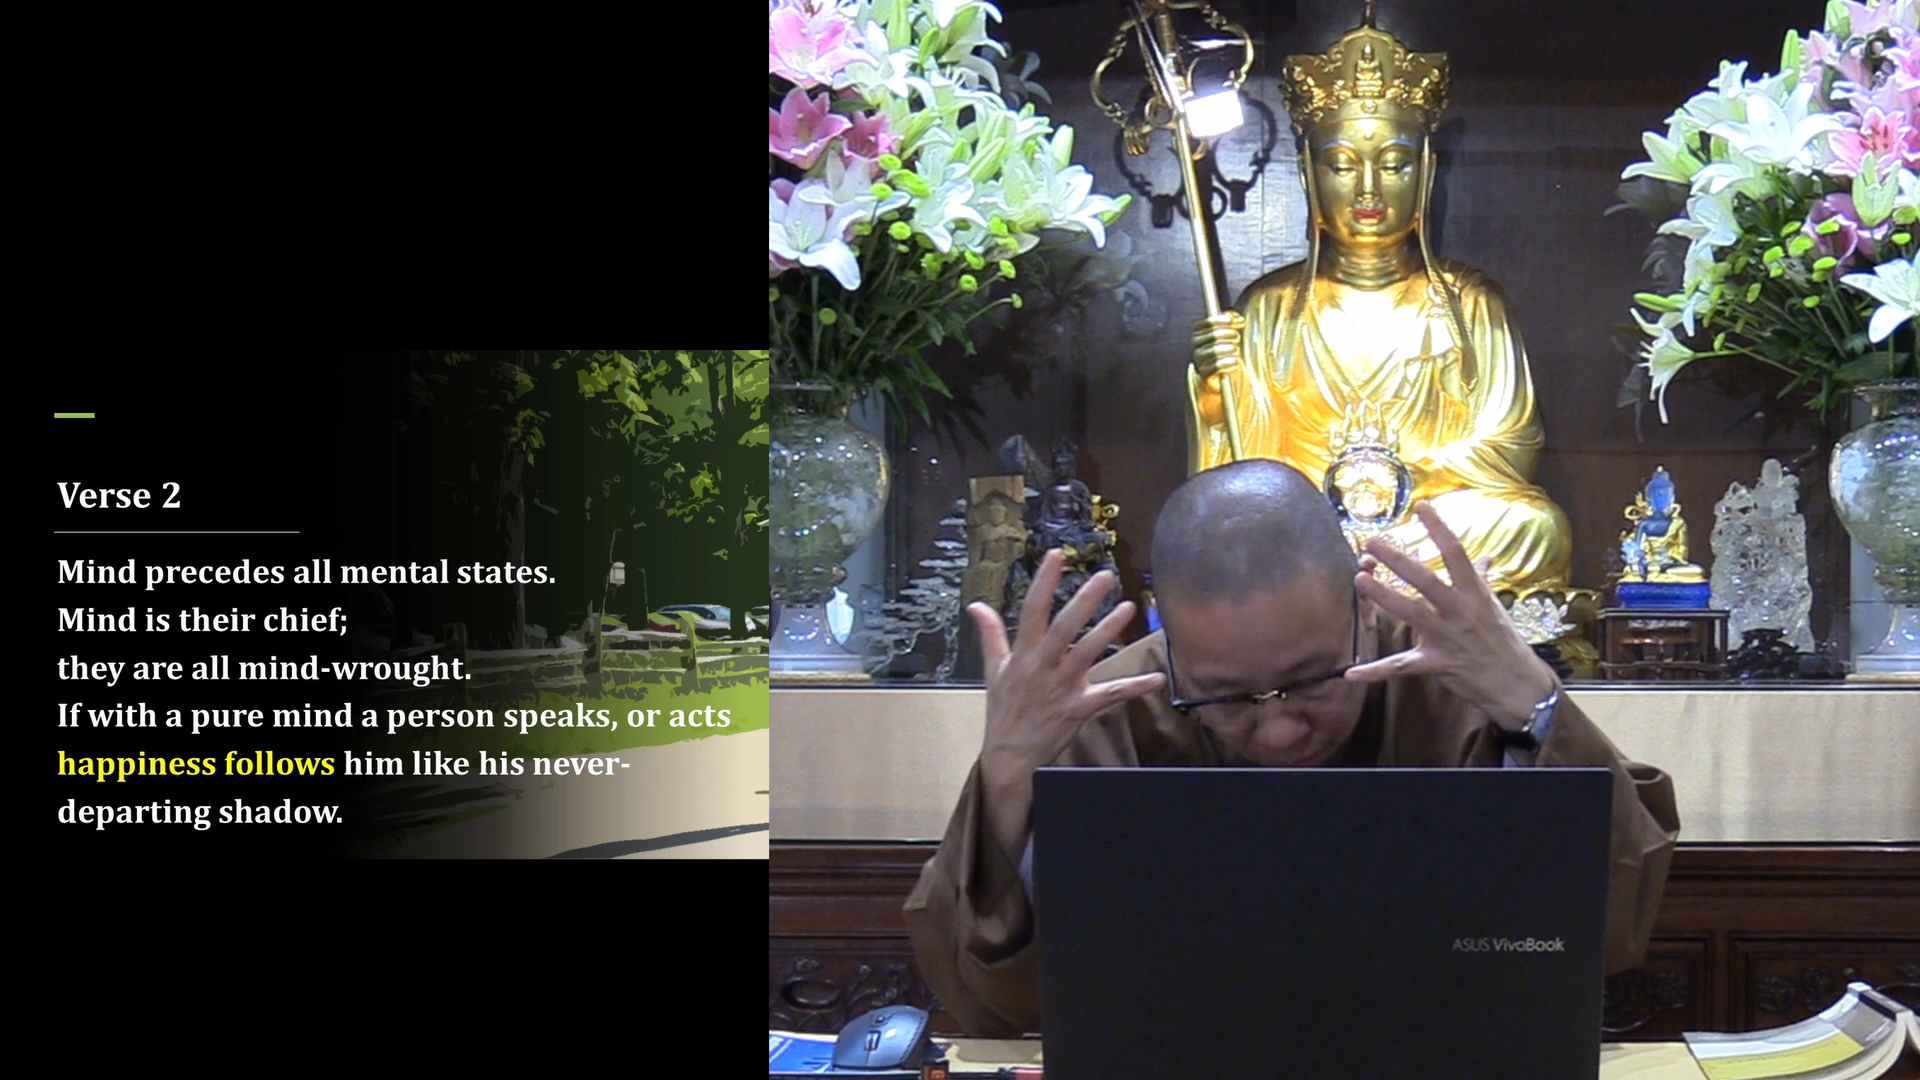 Verse 2
Mind precedes all mental states.
Mind is their chief;
they are all mind-wrought.
If with a pure mind a person speaks, or acts
happiness follows him like his never-
departing shadow.
ASUS VivoBook